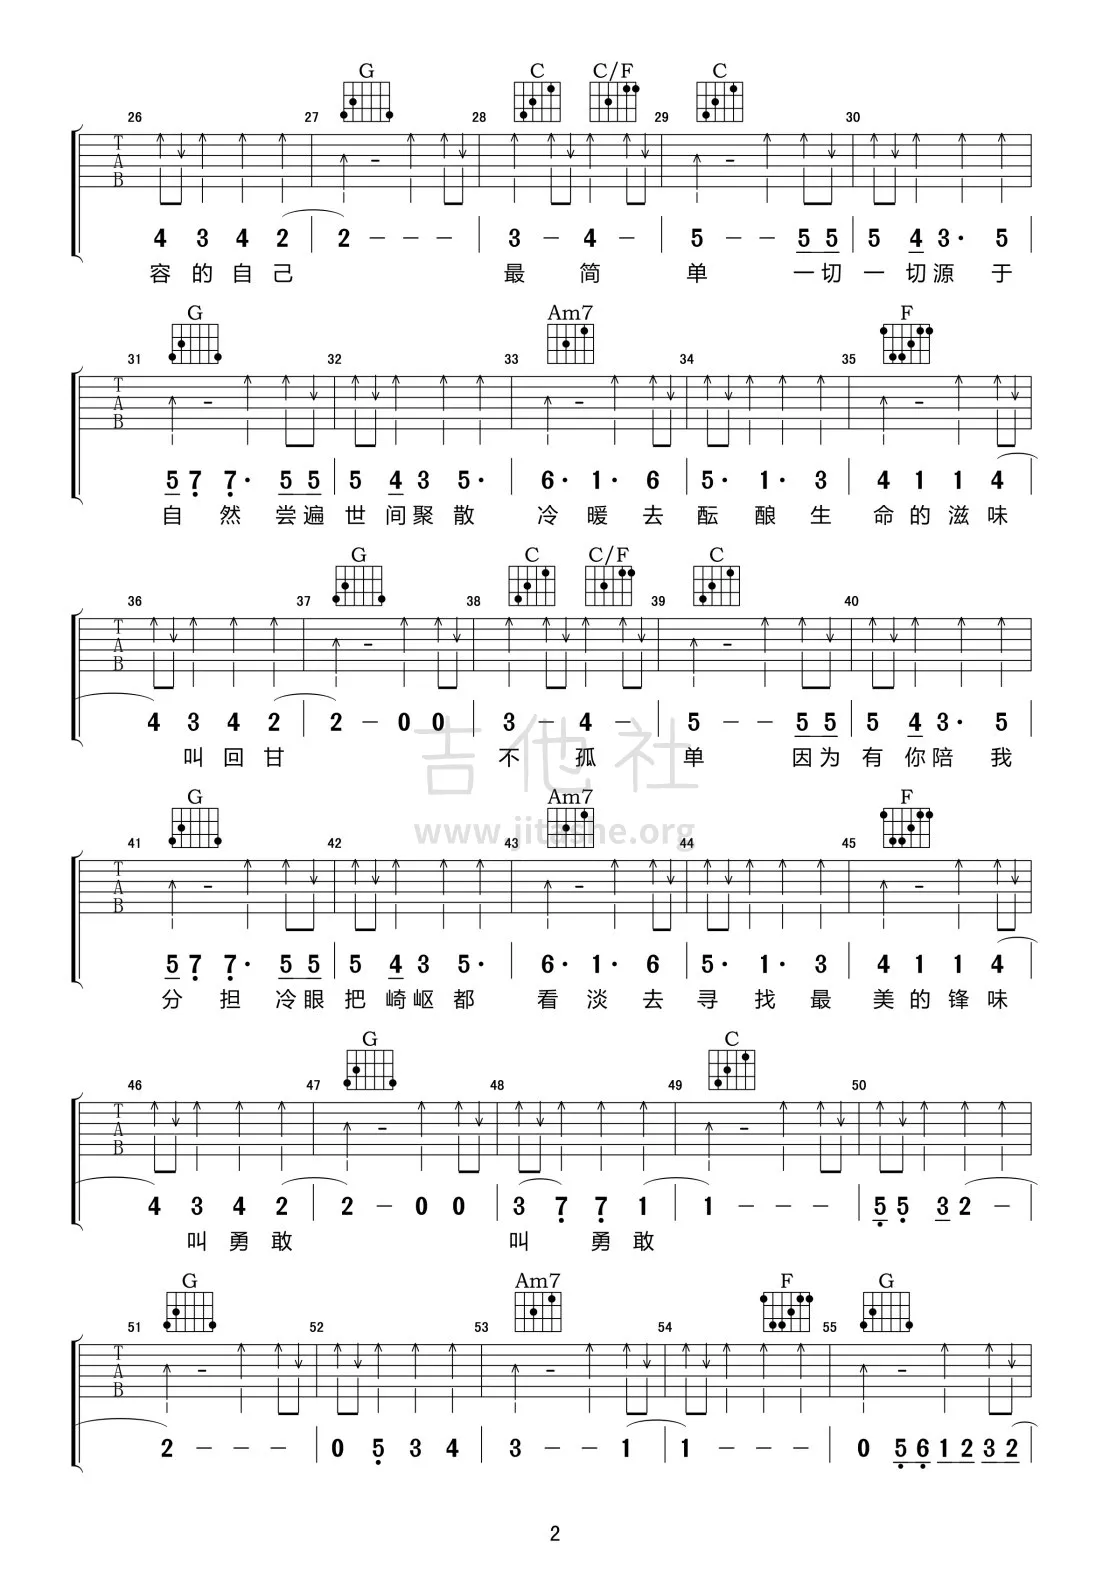 G C C/F C
26 27 28 29 30
T
A
B
4 3 4 2 | 2 - - - | 3 - 4 - | 5 - - 5 5 | 5 4 3· 5
容的自己 最简单 一切一切源于
G Am7 F
31 32 33 34 35
T
A
B
5 7 7· 5 5 | 5 4 3 5· | 6· 1· 6 | 5· 1· 3 | 4 1 1 4
自然尝遍世间聚散 冷暖去酝酿生命的滋味
G C C/F C
36 37 38 39 40
T
A
B
4 3 4 2 | 2 - 0 0 | 3 - 4 - | 5 - - 5 5 | 5 4 3· 5
叫回甘 不孤单 因为有你陪我
吉他社
www.jitashe.org
G Am7 F
41 42 43 44 45
T
A
B
5 7 7· 5 5 | 5 4 3 5· | 6· 1· 6 | 5· 1· 3 | 4 1 1 4
分担冷眼把崎岖都 看淡去寻找最美的锋味
G C
46 47 48 49 50
T
A
B
4 3 4 2 | 2 - 0 0 | 3 7 7 1 | 1 - - - | 5 5 3 2 -
叫勇敢 叫勇敢
G Am7 F G
51 52 53 54 55
T
A
B
2 - - - | 0 5 3 4 | 3 - - 1 | 1 - - - | 0 5 6 1 2 3 2
2